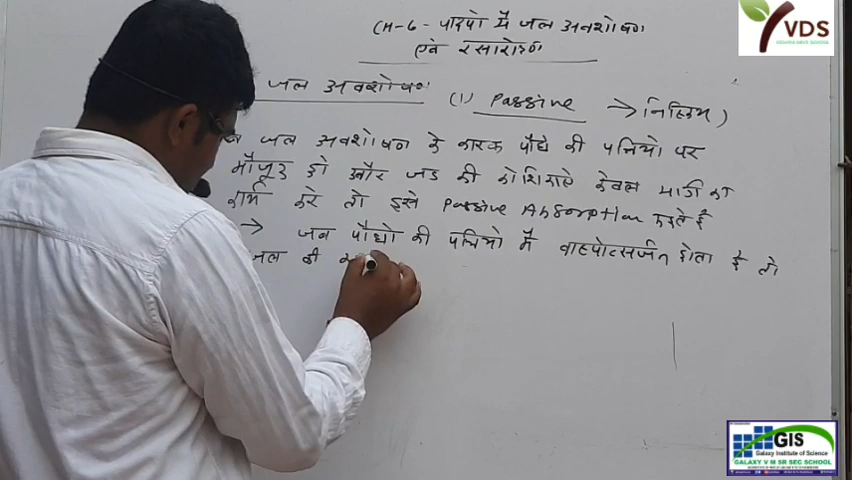 CH-6- पादपो में जल अवशोषण
एवं रसारोहण
जल अवशोषण (1) Passive → निष्क्रिय)
जल अवशोषण के कारक पौधे की पत्तियो पर
मौजूद हो और जड की कोशिकाऐ केवल मार्ग का
कार्य करे तो इसे Passive Absorption कहते है
→ जब पौधो की पत्तियो में वाष्पोत्सर्जन होता है तो
जल की
VDS
GIS
Galaxy Institute of Science
GALAXY V M SR SEC SCHOOL